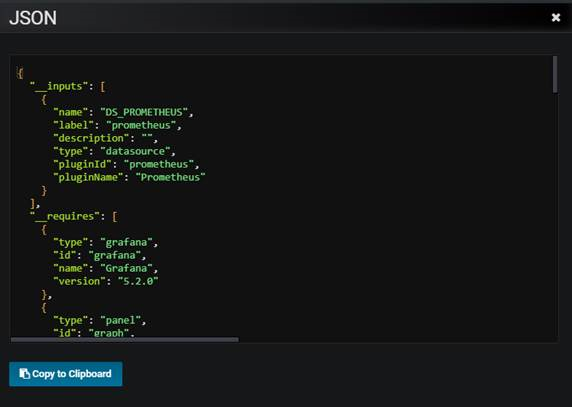 JSON
{
"__inputs": [
{
"name": "DS_PROMETHEUS",
"label": "prometheus",
"description": "",
"type": "datasource",
"pluginId": "prometheus",
"pluginName": "Prometheus"
}
],
"__requires": [
{
"type": "grafana",
"id": "grafana",
"name": "Grafana",
"version": "5.2.0"
},
{
"type": "panel",
"id": "graph",
Copy to Clipboard